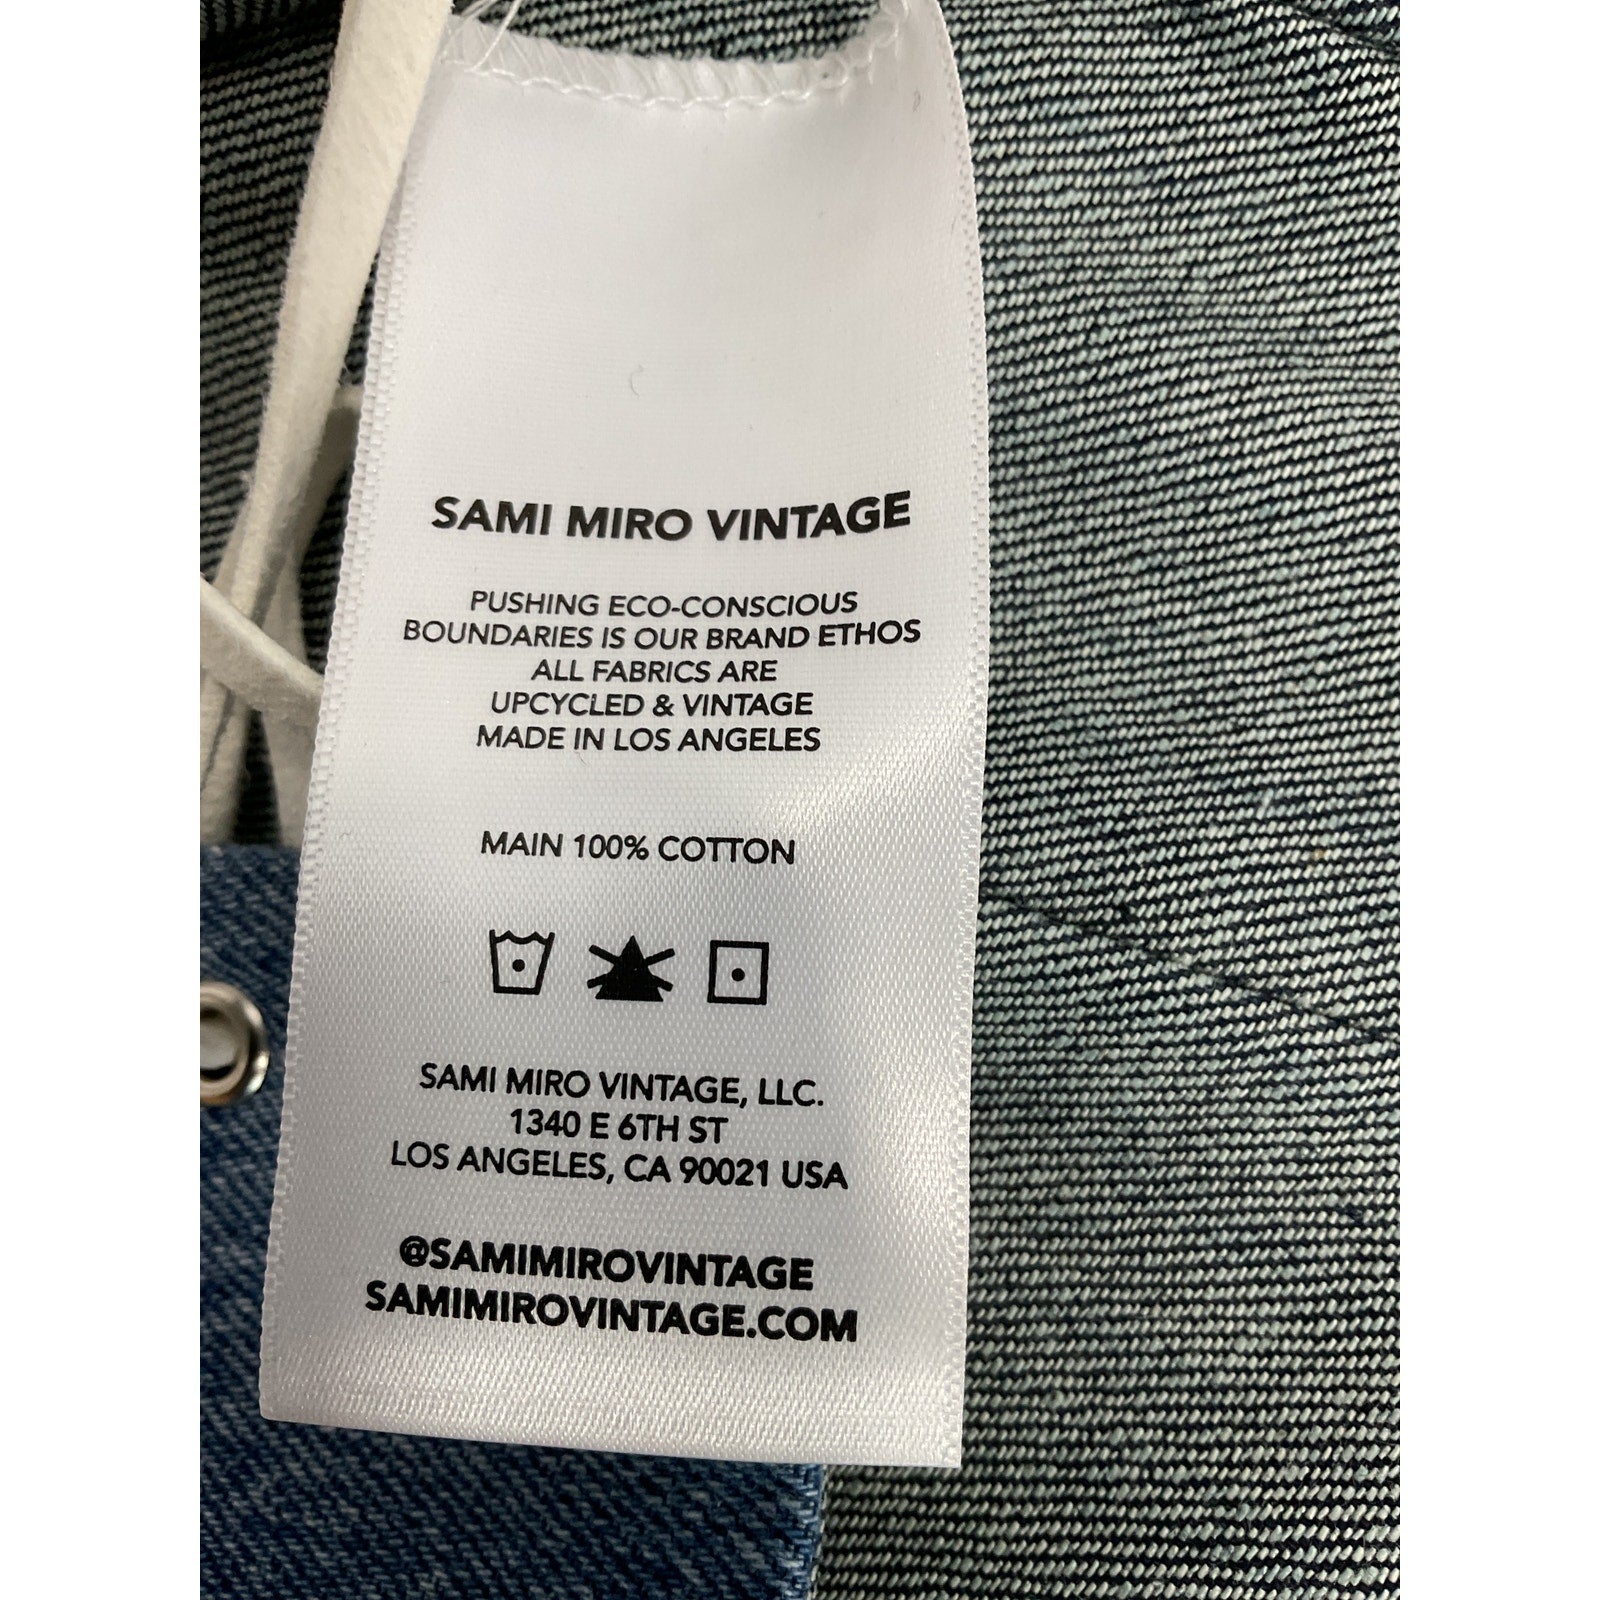 SAMI MIRO VINTAGE
PUSHING ECO-CONSCIOUS
BOUNDARIES IS OUR BRAND ETHOS
ALL FABRICS ARE
UPCYCLED & VINTAGE
MADE IN LOS ANGELES
MAIN 100% COTTON
SAMI MIRO VINTAGE, LLC.
1340 E 6TH ST
LOS ANGELES, CA 90021 USA
@SAMIMIROVINTAGE
SAMIMIROVINTAGE.COM